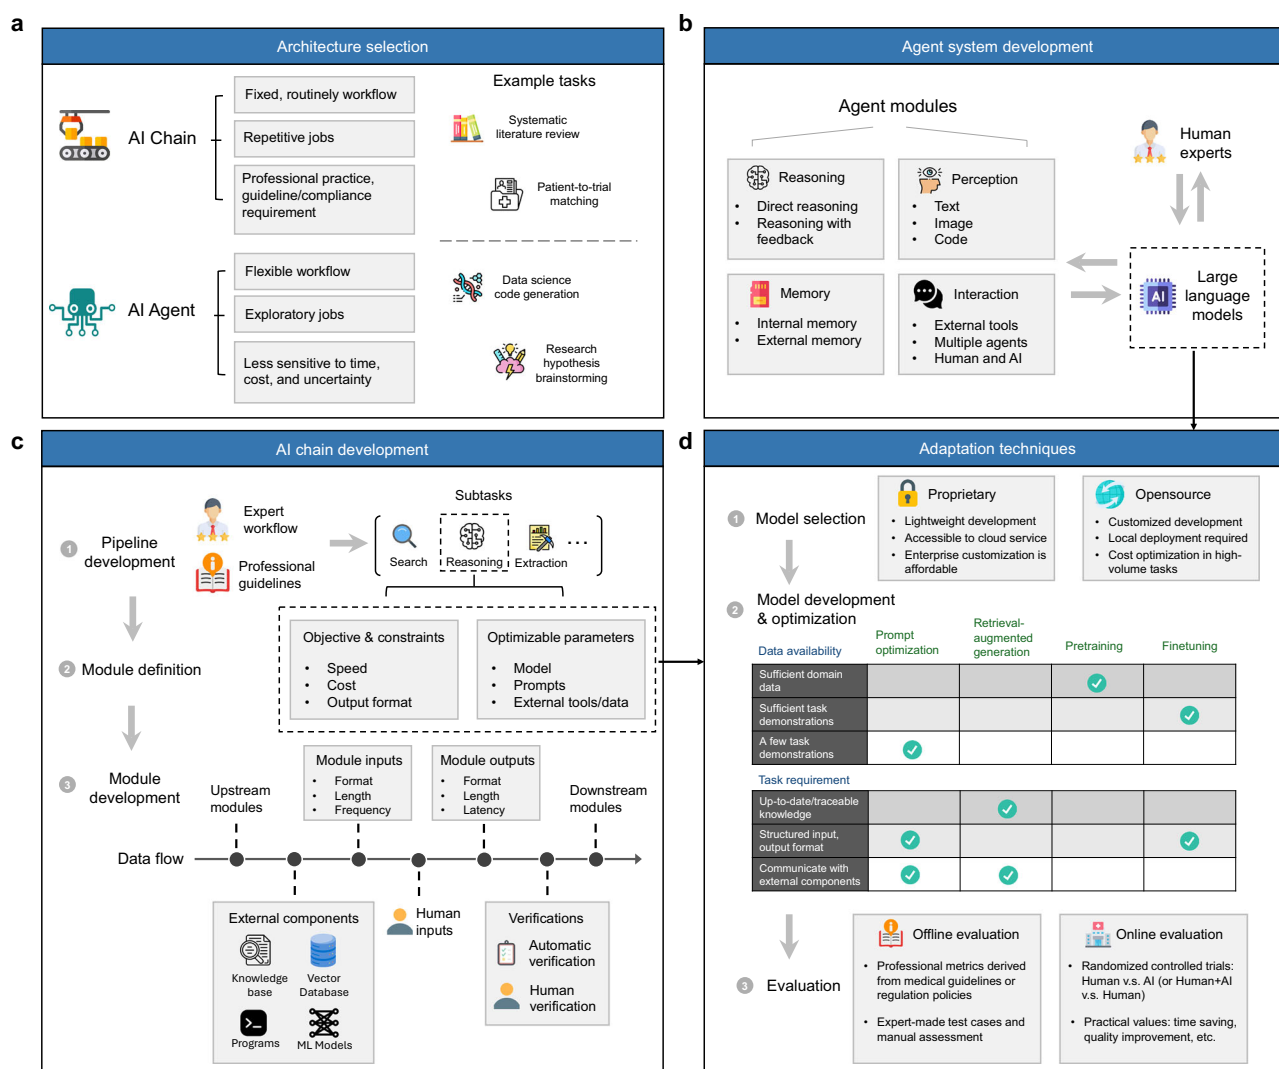 a
Architecture selection
AI Chain
Fixed, routinely workflow
Repetitive jobs
Professional practice,
guideline/compliance
requirement
Example tasks
Systematic
literature review
Patient-to-trial
matching
AI Agent
Flexible workflow
Exploratory jobs
Less sensitive to time,
cost, and uncertainty
Data science
code generation
Research
hypothesis
brainstorming
b
Agent system development
Agent modules
Reasoning
• Direct reasoning
• Reasoning with
feedback
Perception
• Text
• Image
• Code
Memory
• Internal memory
• External memory
Interaction
• External tools
• Multiple agents
• Human and AI
Human
experts
AI
Large
language
models
c
AI chain development
1
Pipeline
development
Expert
workflow
Professional
guidelines
Subtasks
Search
Reasoning
Extraction
...
2
Module definition
Objective & constraints
• Speed
• Cost
• Output format
Optimizable parameters
• Model
• Prompts
• External tools/data
3
Module
development
Upstream
modules
Module inputs
• Format
• Length
• Frequency
Module outputs
• Format
• Length
• Latency
Downstream
modules
Data flow
External components
Knowledge
base
Vector
Database
Programs
ML Models
Human
inputs
Verifications
Automatic
verification
Human
verification
d
Adaptation techniques
1
Model selection
Proprietary
• Lightweight development
• Accessible to cloud service
• Enterprise customization is
affordable
Opensource
• Customized development
• Local deployment required
• Cost optimization in high-
volume tasks
2
Model development
& optimization
Data availability
Prompt
optimization
Retrieval-
augmented
generation
Pretraining
Finetuning
Sufficient domain
data
Sufficient task
demonstrations
A few task
demonstrations
Task requirement
Up-to-date/traceable
knowledge
Structured input,
output format
Communicate with
external components
3
Evaluation
Offline evaluation
• Professional metrics derived
from medical guidelines or
regulation policies
• Expert-made test cases and
manual assessment
Online evaluation
• Randomized controlled trials:
Human v.s. AI (or Human+AI
v.s. Human)
• Practical values: time saving,
quality improvement, etc.